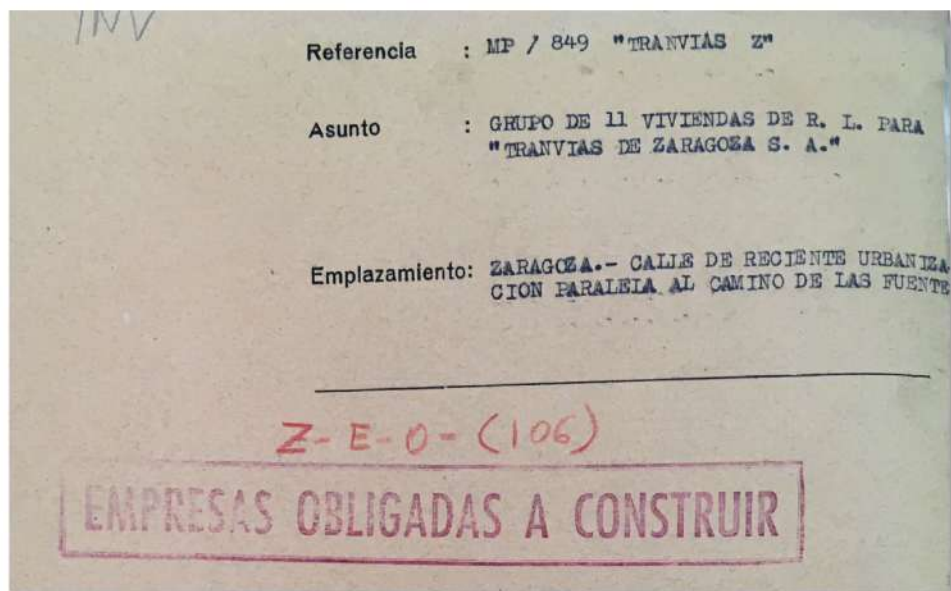 INV
Referencia : MP / 849 "TRANVIAS Z"
Asunto : GRUPO DE 11 VIVIENDAS DE R. L. PARA
"TRANVIAS DE ZARAGOZA S. A."
Emplazamiento: ZARAGOZA.- CALLE DE RECIENTE URBANIZA-
CION PARALELA AL CAMINO DE LAS FUENTE
Z-E-O-(106)
EMPRESAS OBLIGADAS A CONSTRUIR